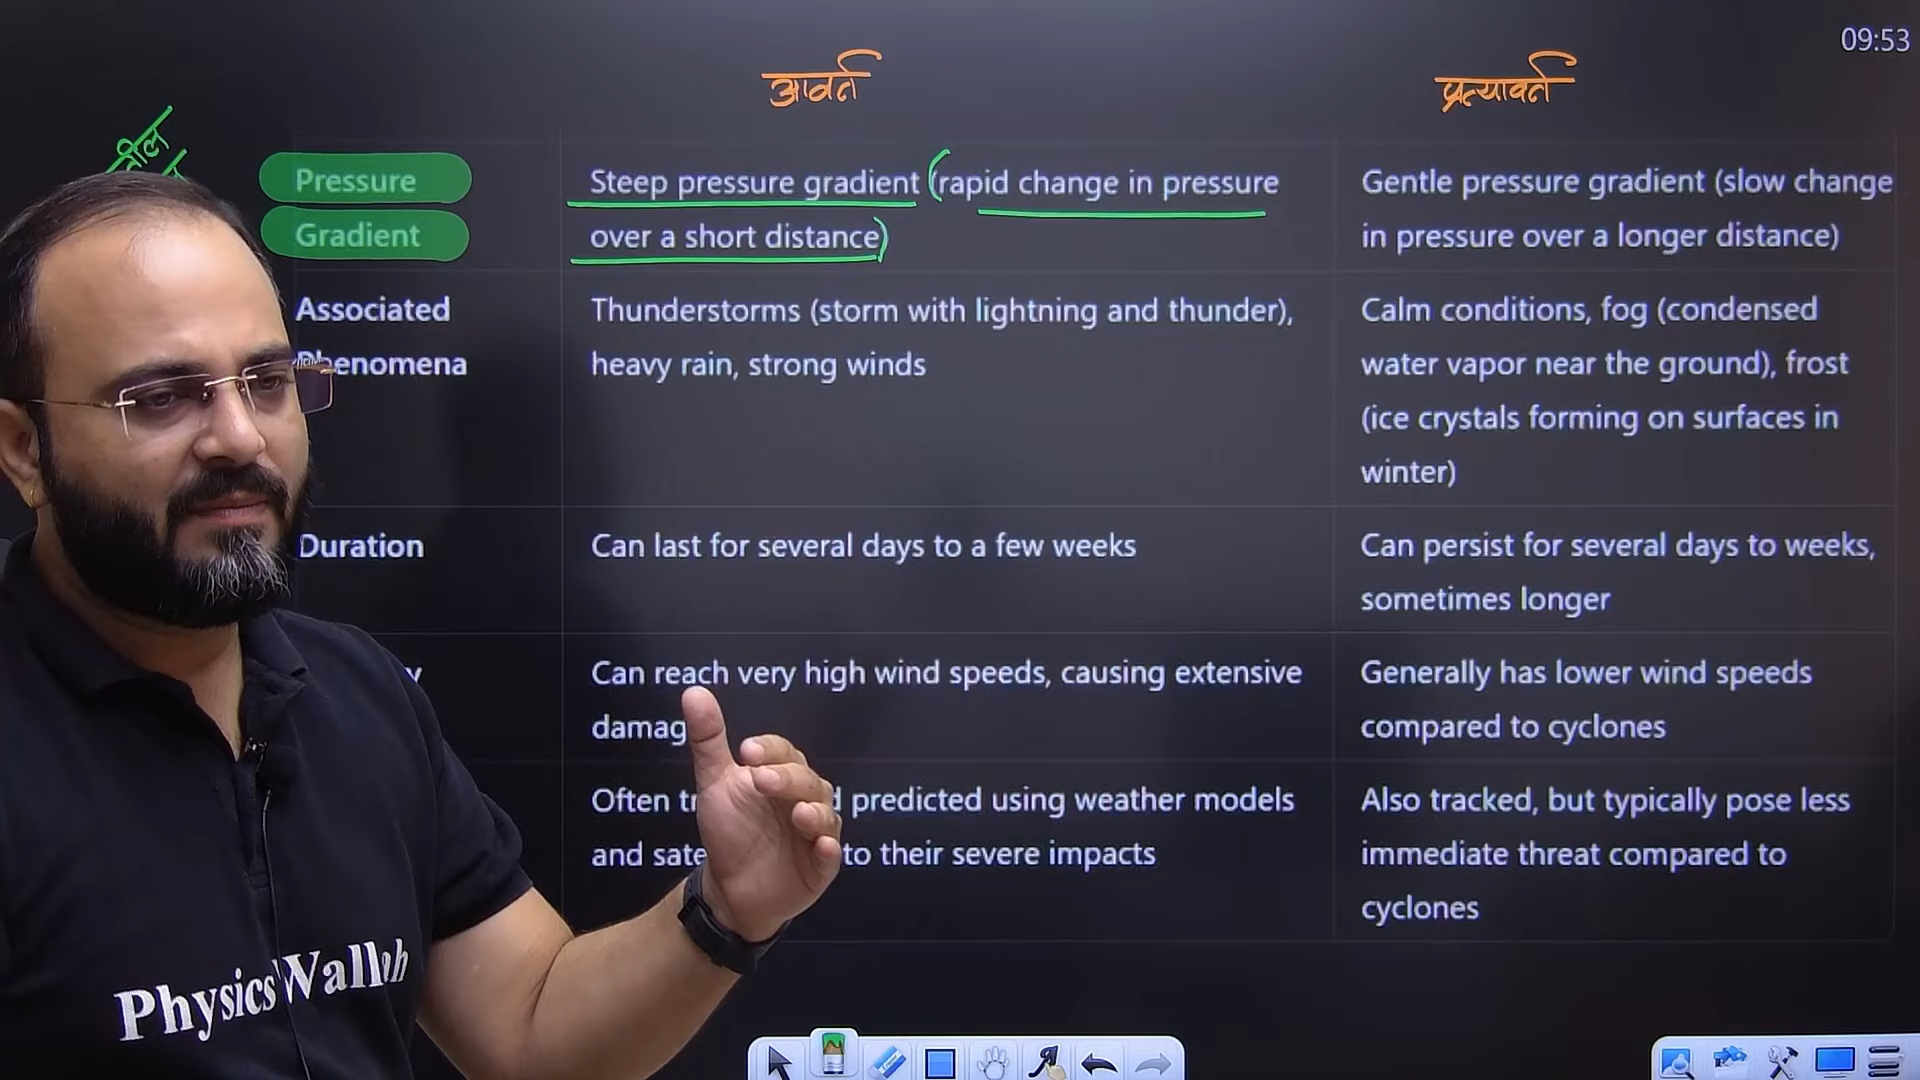 09:53
आवर्त
प्रत्यावर्त
Pressure
Gradient
Steep pressure gradient (rapid change in pressure
over a short distance)
Gentle pressure gradient (slow change
in pressure over a longer distance)
Associated
Phenomena
Thunderstorms (storm with lightning and thunder),
heavy rain, strong winds
Calm conditions, fog (condensed
water vapor near the ground), frost
(ice crystals forming on surfaces in
winter)
Duration
Can last for several days to a few weeks
Can persist for several days to weeks,
sometimes longer
Can reach very high wind speeds, causing extensive
damag
Generally has lower wind speeds
compared to cyclones
Often predicted using weather models
and to their severe impacts
Also tracked, but typically pose less
immediate threat compared to
cyclones
Physics Wallah